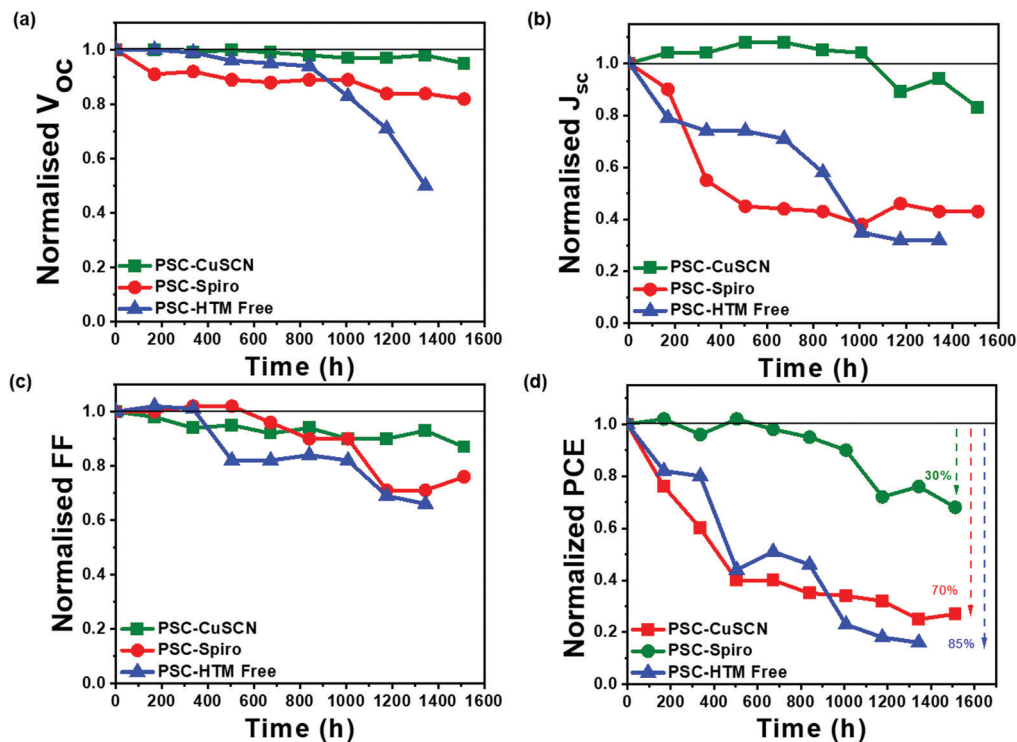 (a)
Normalised V_OC
1.0
0.8
0.6
0.4
0.2
0.0
PSC-CuSCN
PSC-Spiro
PSC-HTM Free
0 200 400 600 800 1000 1200 1400 1600
Time (h)
(b)
Normalised J_sc
1.0
0.8
0.6
0.4
0.2
0.0
PSC-CuSCN
PSC-Spiro
PSC-HTM Free
0 200 400 600 800 1000 1200 1400 1600
Time (h)
(c)
Normalised FF
1.0
0.8
0.6
0.4
0.2
0.0
PSC-CuSCN
PSC-Spiro
PSC-HTM Free
0 200 400 600 800 1000 1200 1400 1600
Time (h)
(d)
Normalized PCE
1.0
0.8
0.6
0.4
0.2
0.0
30%
70%
85%
PSC-CuSCN
PSC-Spiro
PSC-HTM Free
0 200 400 600 800 1000 1200 1400 1600
Time (h)